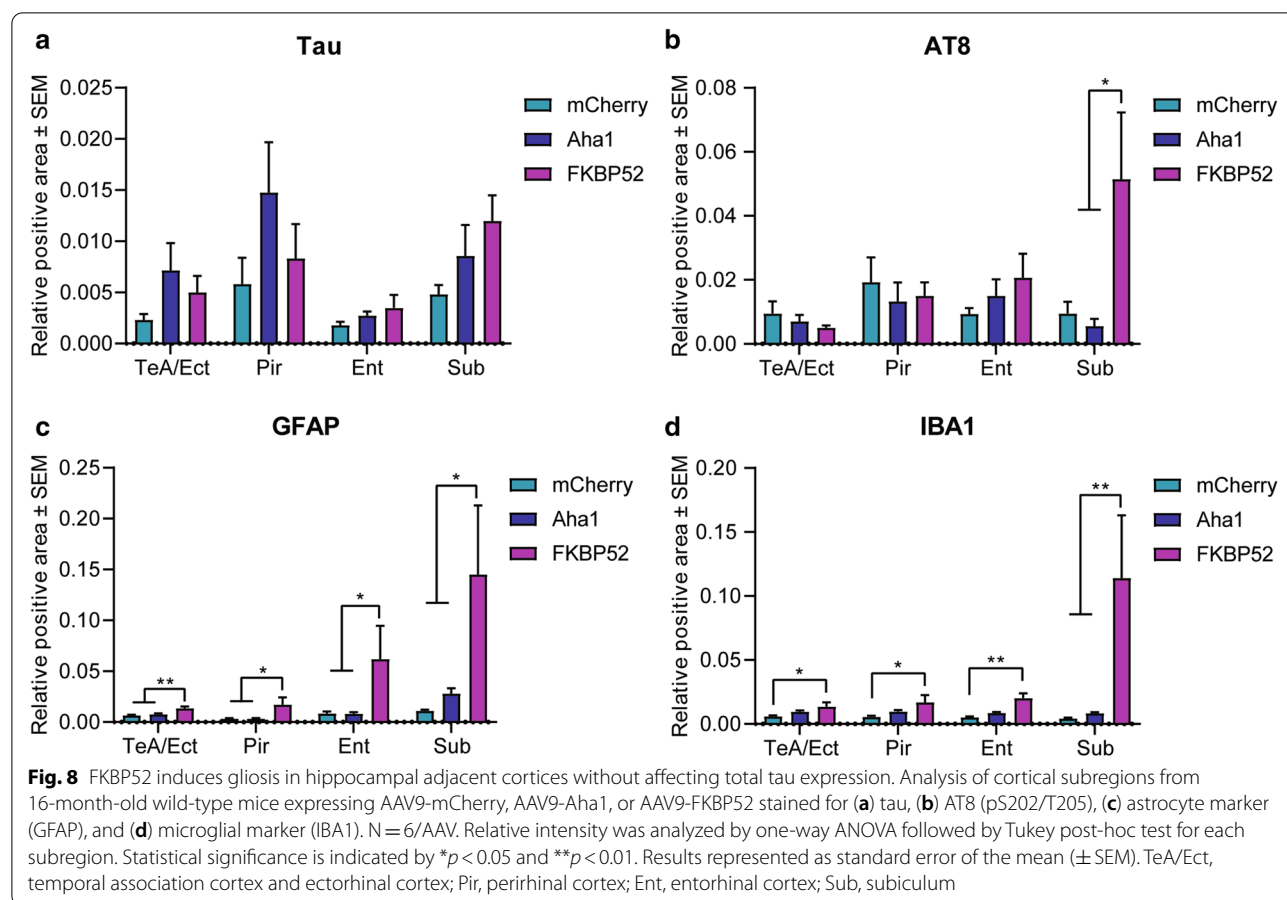 a
Tau
Relative positive area ± SEM
0.025
0.020
0.015
0.010
0.005
0.000
TeA/Ect Pir Ent Sub
mCherry
Aha1
FKBP52
b
AT8
Relative positive area ± SEM
0.08
0.06
0.04
0.02
0.00
*
TeA/Ect Pir Ent Sub
mCherry
Aha1
FKBP52
c
GFAP
Relative positive area ± SEM
0.25
0.20
0.15
0.10
0.05
0.00
** * * *
TeA/Ect Pir Ent Sub
mCherry
Aha1
FKBP52
d
IBA1
Relative positive area ± SEM
0.20
0.15
0.10
0.05
0.00
* * ** **
TeA/Ect Pir Ent Sub
mCherry
Aha1
FKBP52
Fig. 8 FKBP52 induces gliosis in hippocampal adjacent cortices without affecting total tau expression. Analysis of cortical subregions from
16-month-old wild-type mice expressing AAV9-mCherry, AAV9-Aha1, or AAV9-FKBP52 stained for (a) tau, (b) AT8 (pS202/T205), (c) astrocyte marker
(GFAP), and (d) microglial marker (IBA1). N = 6/AAV. Relative intensity was analyzed by one-way ANOVA followed by Tukey post-hoc test for each
subregion. Statistical significance is indicated by *p < 0.05 and **p < 0.01. Results represented as standard error of the mean (± SEM). TeA/Ect,
temporal association cortex and ectorhinal cortex; Pir, perirhinal cortex; Ent, entorhinal cortex; Sub, subiculum